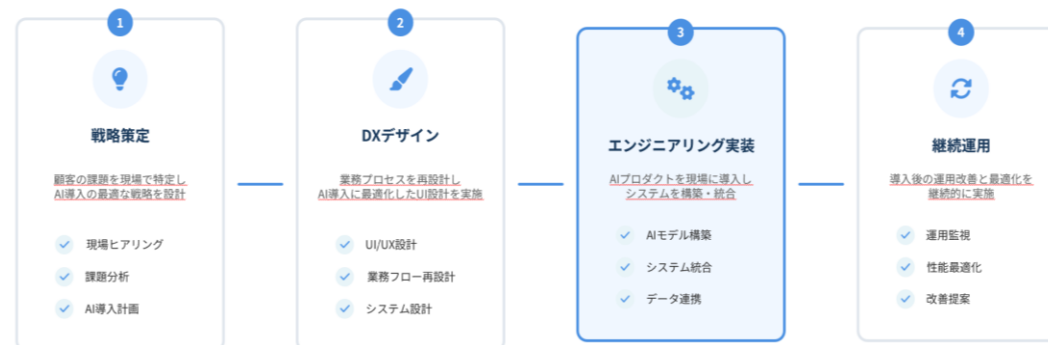 1
戦略策定
顧客の課題を現場で特定し
AI導入の最適な戦略を設計
現場ヒアリング
課題分析
AI導入計画
2
DXデザイン
業務プロセスを再設計し
AI導入に最適化したUI設計を実施
UI/UX設計
業務フロー再設計
システム設計
3
エンジニアリング実装
AIプロダクトを現場に導入し
システムを構築・統合
AIモデル構築
システム統合
データ連携
4
継続運用
導入後の運用改善と最適化を
継続的に実施
運用監視
性能最適化
改善提案